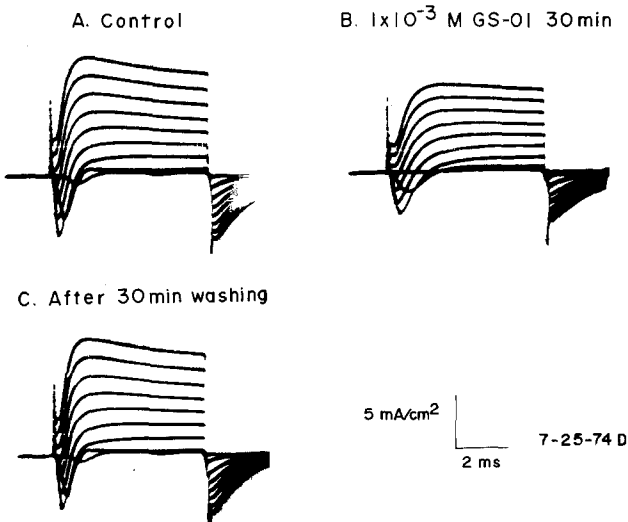 A. Control
B. 1x10⁻³ M GS-01 30min
C. After 30min washing
5 mA/cm²
2 ms
7-25-74 D